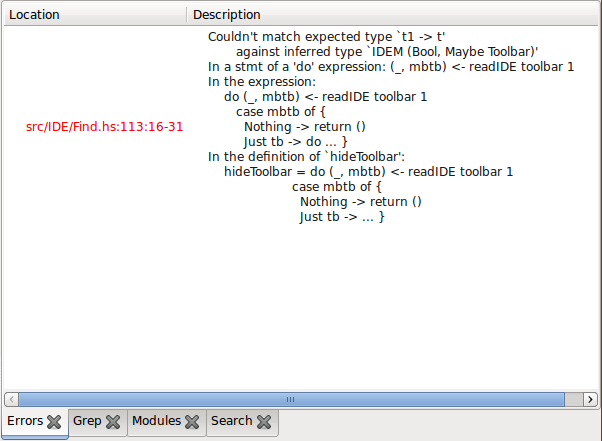 Location Description
Couldn't match expected type `t1 -> t'
against inferred type `IDEM (Bool, Maybe Toolbar)'
In a stmt of a 'do' expression: (_, mbtb) <- readIDE toolbar 1
In the expression:
do (_, mbtb) <- readIDE toolbar 1
case mbtb of {
Nothing -> return ()
src/IDE/Find.hs:113:16-31 Just tb -> do ... }
In the definition of `hideToolbar':
hideToolbar = do (_, mbtb) <- readIDE toolbar 1
case mbtb of {
Nothing -> return ()
Just tb -> ... }
Errors Grep Modules Search